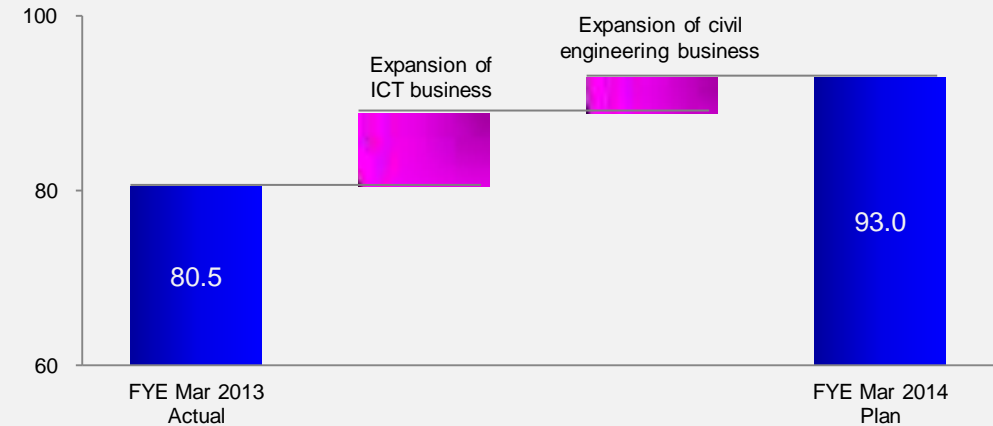 100
80
60
Expansion of
ICT business
Expansion of civil
engineering business
80.5
93.0
FYE Mar 2013
Actual
FYE Mar 2014
Plan